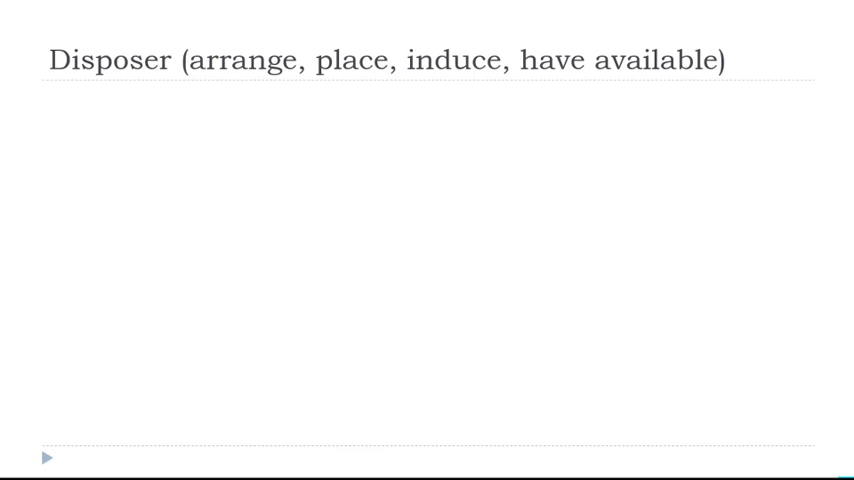 Disposer (arrange, place, induce, have available)